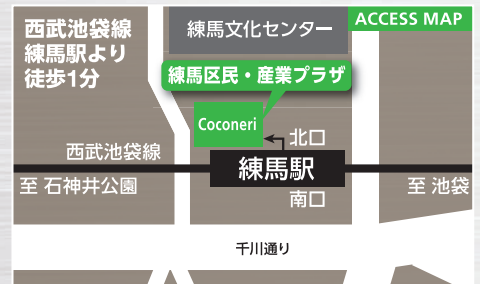 ACCESS MAP
西武池袋線
練馬駅より
徒歩1分
練馬文化センター
練馬区民・産業プラザ
Coconeri
北口
西武池袋線
練馬駅
至 石神井公園
至 池袋
南口
千川通り